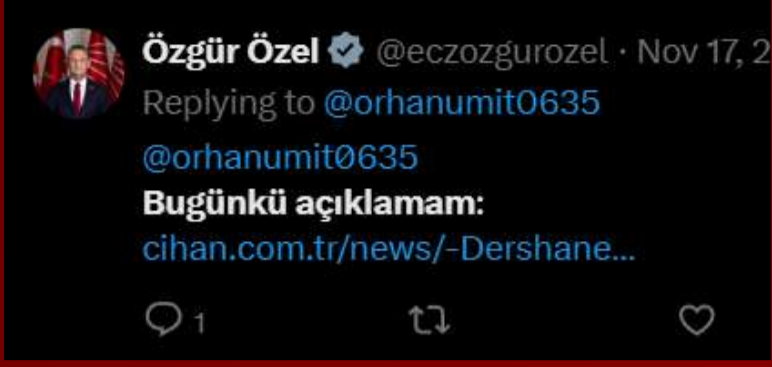 Özgür Özel @eczozgurozel · Nov 17, 2
Replying to @orhanumit0635
@orhanumit0635
Bugünkü açıklamam:
cihan.com.tr/news/-Dershane...
1